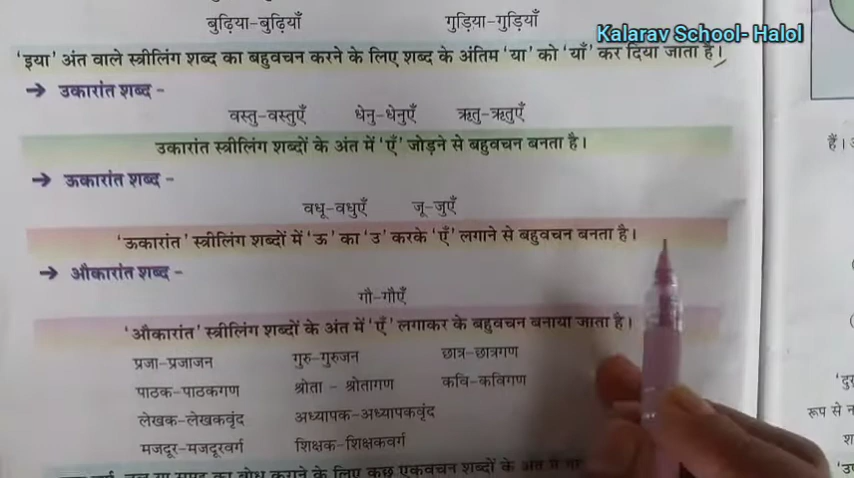 बुढ़िया-बुढ़ियाँ गुड़िया-गुड़ियाँ
Kalarav School- Halol
'इया' अंत वाले स्त्रीलिंग शब्द का बहुवचन करने के लिए शब्द के अंतिम 'या' को 'याँ' कर दिया जाता है।
→ उकारांत शब्द -
वस्तु-वस्तुएँ धेनु-धेनुएँ ऋतु-ऋतुएँ
उकारांत स्त्रीलिंग शब्दों के अंत में 'एँ' जोड़ने से बहुवचन बनता है।
→ ऊकारांत शब्द -
वधू-वधुएँ जू-जुएँ
'ऊकारांत' स्त्रीलिंग शब्दों में 'ऊ' का 'उ' करके 'एँ' लगाने से बहुवचन बनता है।
→ औकारांत शब्द -
गौ-गौएँ
'औकारांत' स्त्रीलिंग शब्दों के अंत में 'एँ' लगाकर के बहुवचन बनाया जाता है।
प्रजा-प्रजाजन गुरु-गुरुजन छात्र-छात्रगण
पाठक-पाठकगण श्रोता - श्रोतागण कवि-कविगण
लेखक-लेखकवृंद अध्यापक-अध्यापकवृंद
मजदूर-मजदूरवर्ग शिक्षक-शिक्षकवर्ग
का बोध कराने के लिए कुछ एकवचन शब्दों के अंत में
हैं।
रूप से